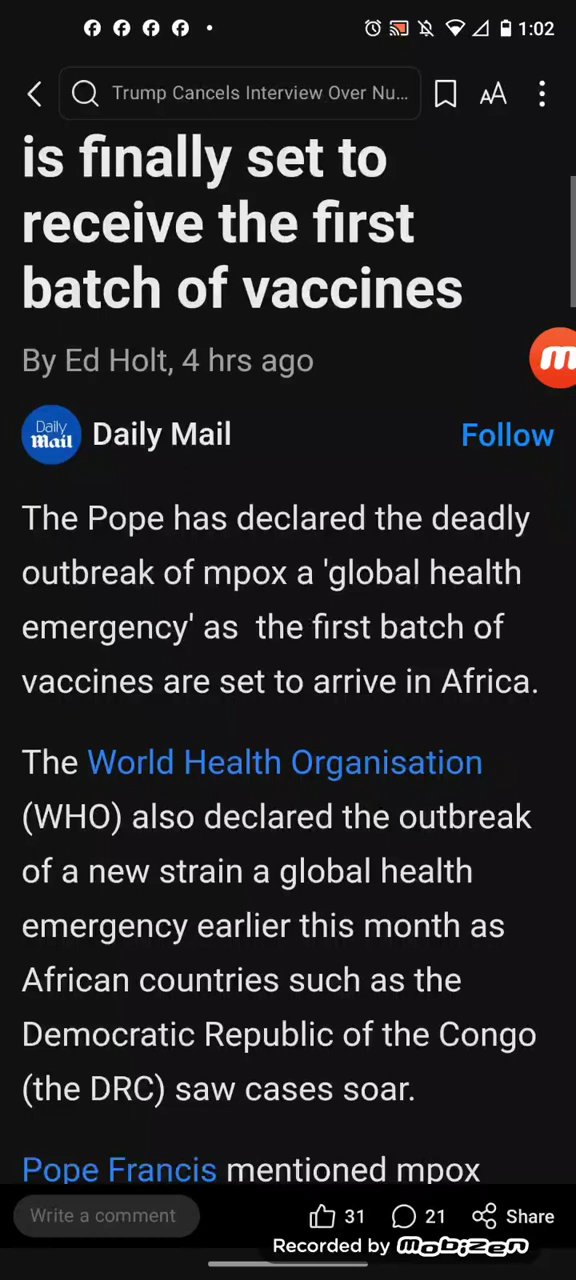 1:02
Trump Cancels Interview Over Nu...
AA
is finally set to
receive the first
batch of vaccines
By Ed Holt, 4 hrs ago
m
Daily
Mail
Daily Mail
Follow
The Pope has declared the deadly
outbreak of mpox a 'global health
emergency' as  the first batch of
vaccines are set to arrive in Africa.
The World Health Organisation
(WHO) also declared the outbreak
of a new strain a global health
emergency earlier this month as
African countries such as the
Democratic Republic of the Congo
(the DRC) saw cases soar.
Pope Francis mentioned mpox
Write a comment
31
21
Share
Recorded by mobizen